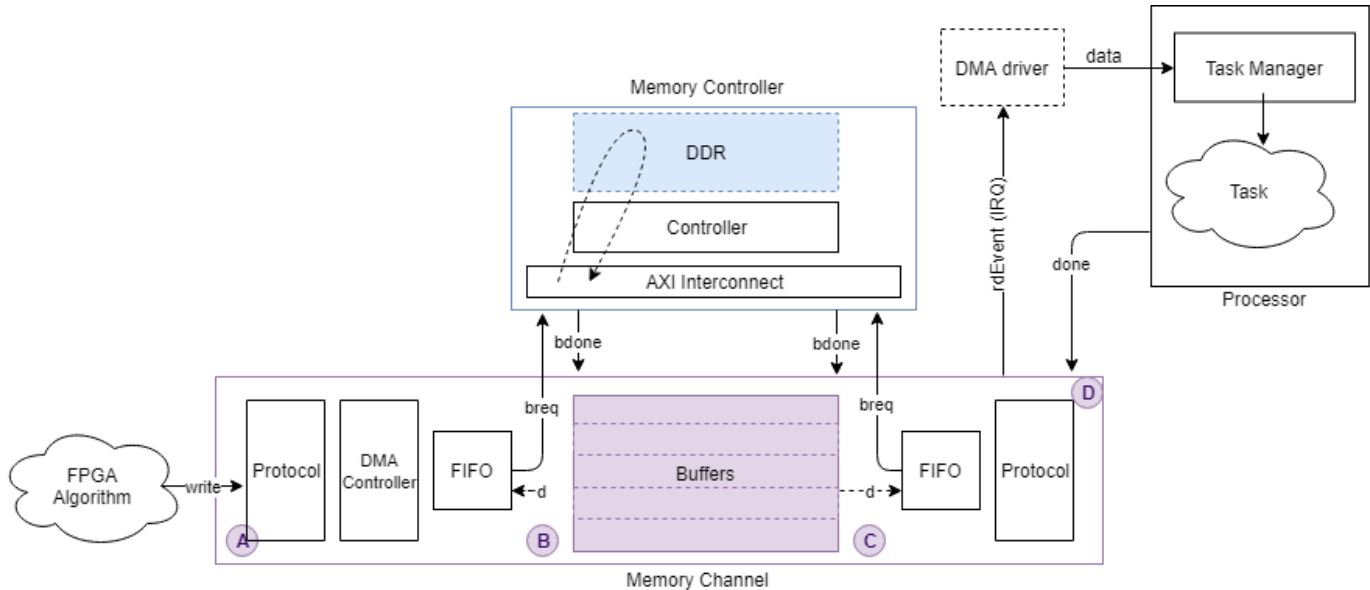 Memory Controller
DDR
Controller
AXI Interconnect
DMA driver
data
Task Manager
Task
Processor
rdEvent (IRQ)
done
bdone
bdone
breq
breq
FPGA
Algorithm
write
Protocol
DMA
Controller
FIFO
d
Buffers
d
FIFO
Protocol
A
B
C
D
Memory Channel